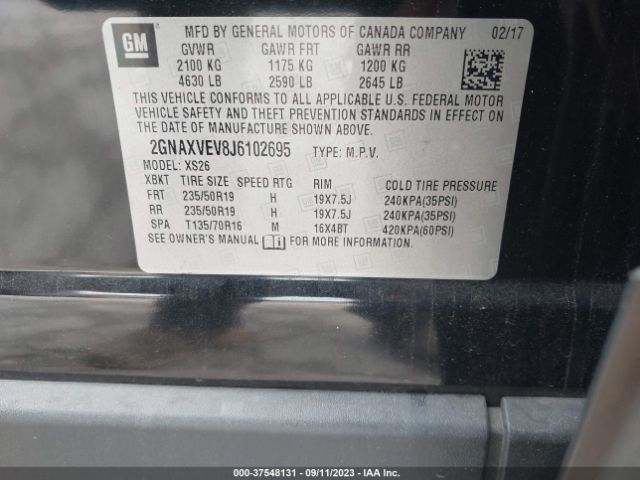 GM
MFD BY GENERAL MOTORS OF CANADA COMPANY 02/17
GVWR GAWR FRT GAWR RR
2100 KG 1175 KG 1200 KG
4630 LB 2590 LB 2645 LB
THIS VEHICLE CONFORMS TO ALL APPLICABLE U.S. FEDERAL MOTOR
VEHICLE SAFETY AND THEFT PREVENTION STANDARDS IN EFFECT ON
THE DATE OF MANUFACTURE SHOWN ABOVE.
2GNAXVEV8J6102695 TYPE: M.P.V.
MODEL: XS26
XBKT TIRE SIZE SPEED RTG RIM COLD TIRE PRESSURE
FRT 235/50R19 H 19X7.5J 240KPA(35PSI)
RR 235/50R19 H 19X7.5J 240KPA(35PSI)
SPA T135/70R16 M 16X4BT 420KPA(60PSI)
SEE OWNER'S MANUAL FOR MORE INFORMATION
000-37548131 - 09/11/2023 - IAA Inc.